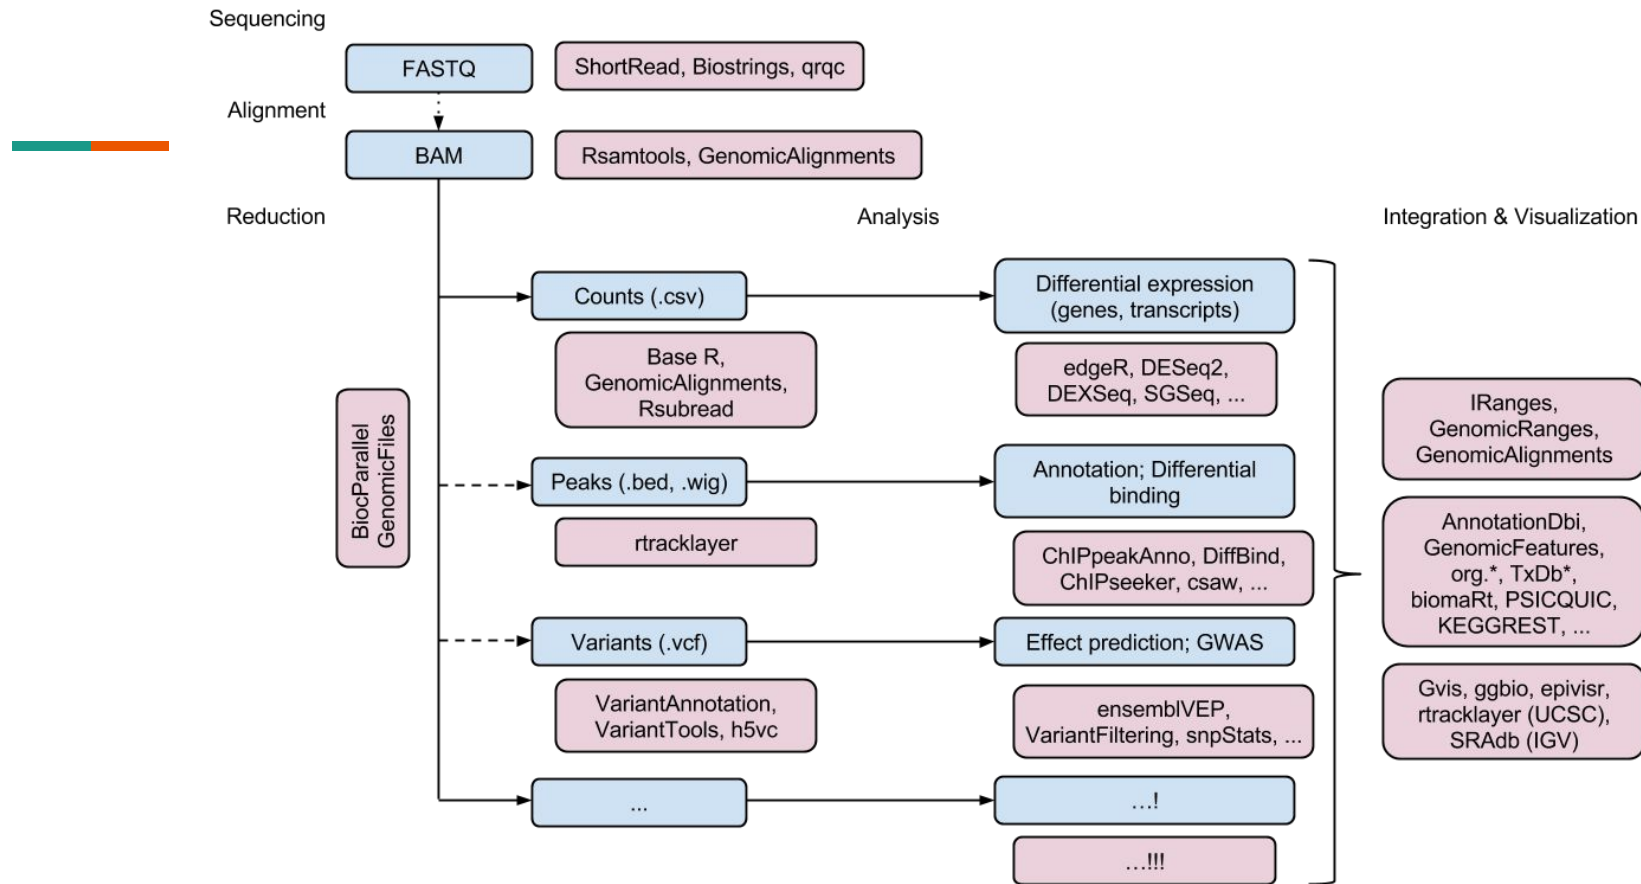 Sequencing
FASTQ
ShortRead, Biostrings, qrqc
Alignment
BAM
Rsamtools, GenomicAlignments
Reduction
Analysis
Integration & Visualization
Counts (.csv)
Differential expression
(genes, transcripts)
Base R,
GenomicAlignments,
Rsubread
edgeR, DESeq2,
DEXSeq, SGSeq, ...
BiocParallel
GenomicFiles
Peaks (.bed, .wig)
Annotation; Differential
binding
rtracklayer
ChIPpeakAnno, DiffBind,
ChIPseeker, csaw, ...
Variants (.vcf)
Effect prediction; GWAS
VariantAnnotation,
VariantTools, h5vc
ensemblVEP,
VariantFiltering, snpStats, ...
...
...!
...!!!
IRanges,
GenomicRanges,
GenomicAlignments
AnnotationDbi,
GenomicFeatures,
org.*, TxDb*,
biomaRt, PSICQUIC,
KEGGREST, ...
Gvis, ggbio, epivisr,
rtracklayer (UCSC),
SRAdb (IGV)